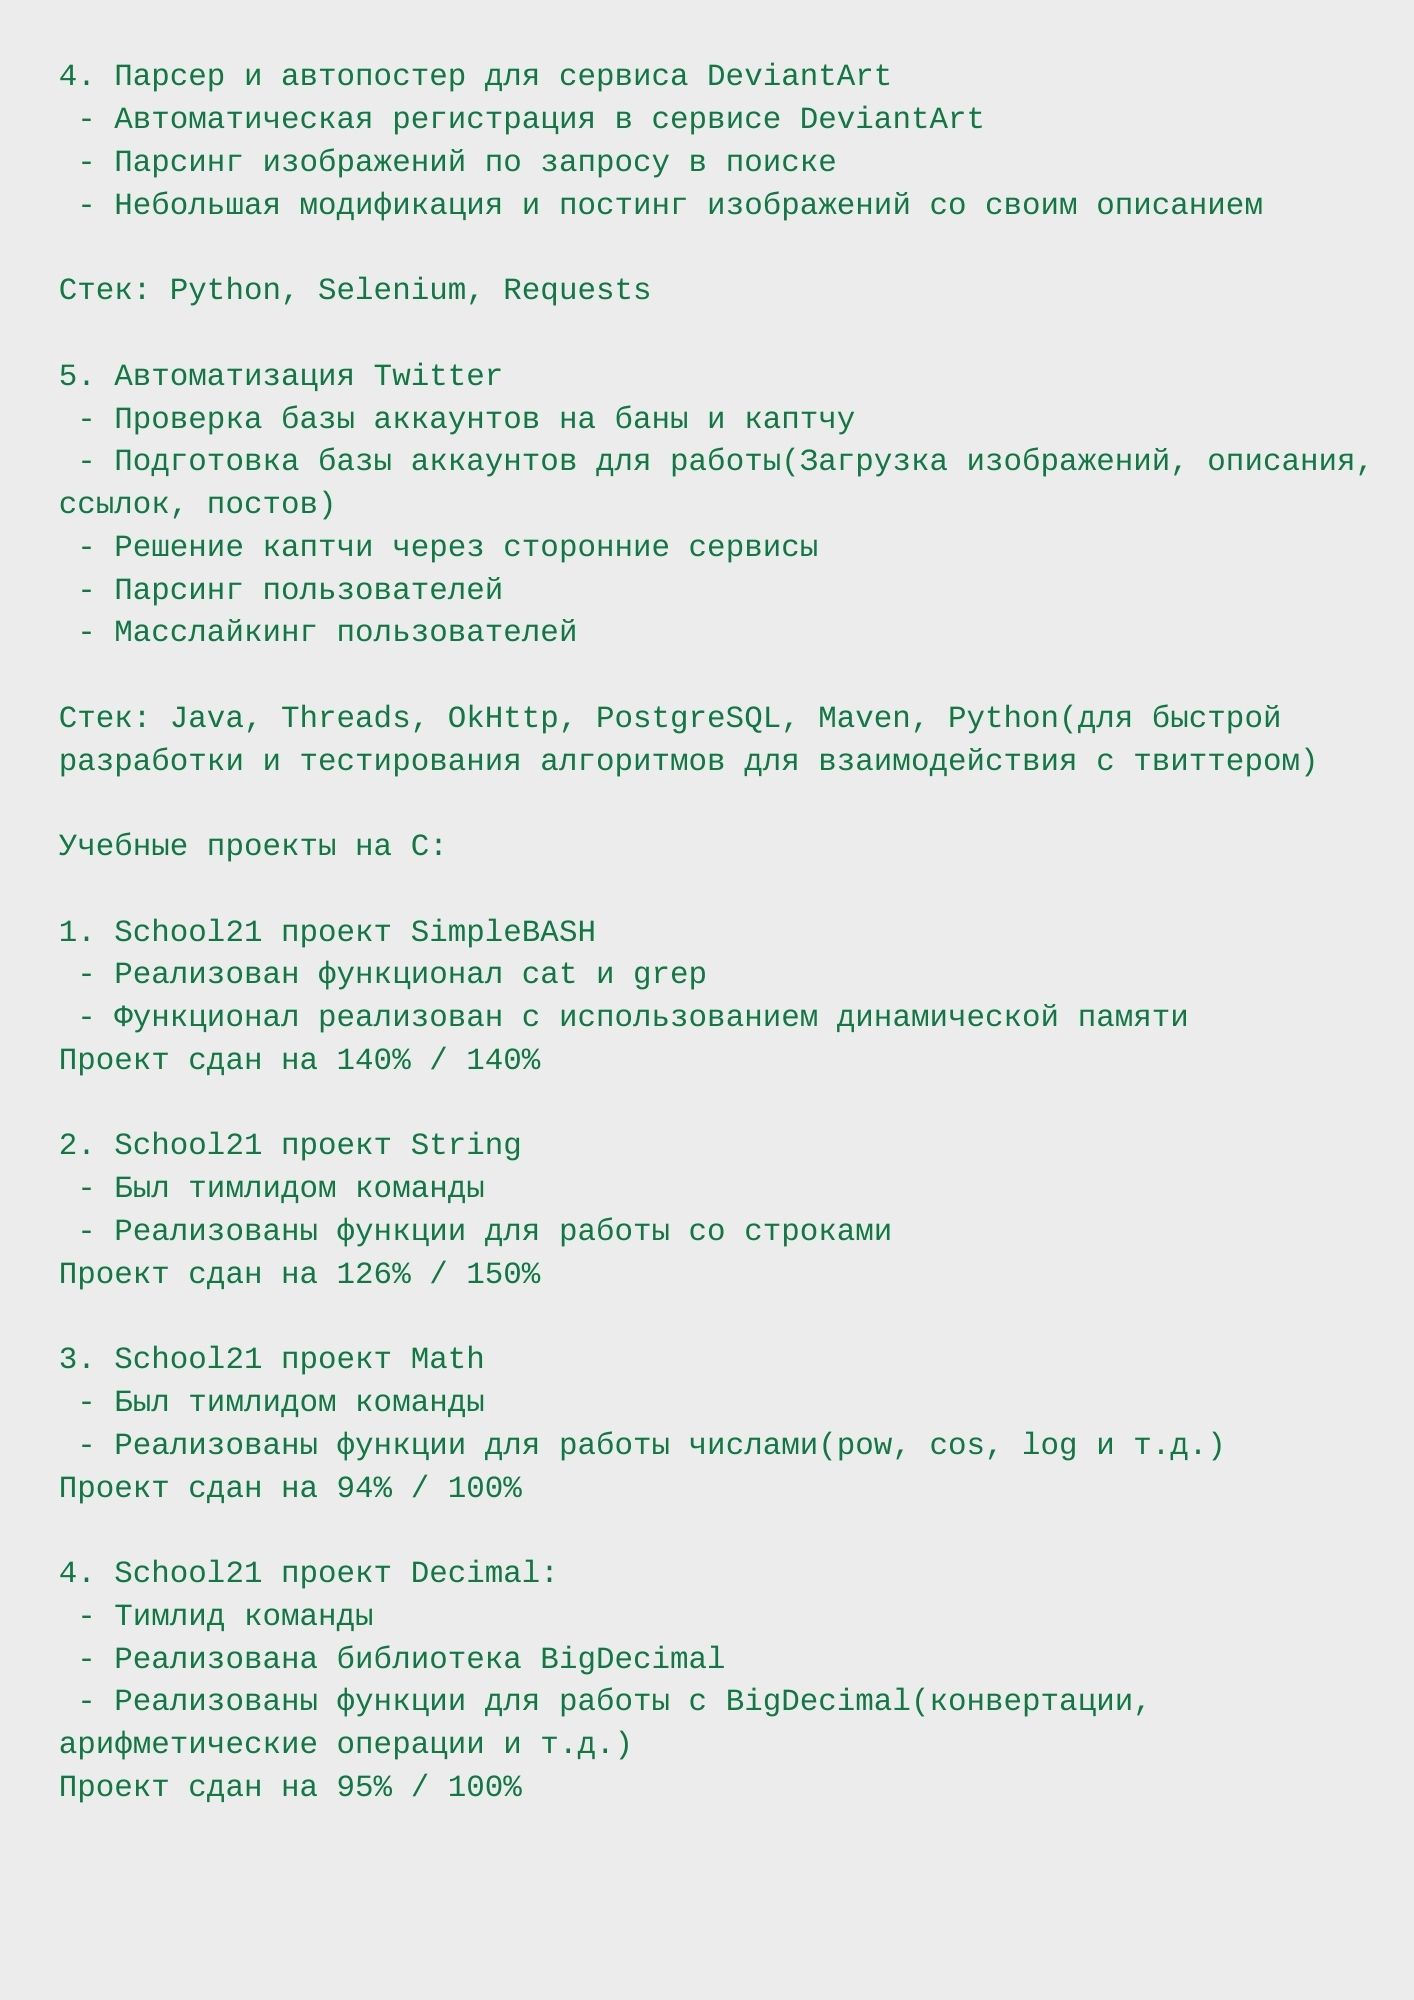 4. Парсер и автопостер для сервиса DeviantArt
- Автоматическая регистрация в сервисе DeviantArt
- Парсинг изображений по запросу в поиске
- Небольшая модификация и постинг изображений со своим описанием
Стек: Python, Selenium, Requests
5. Автоматизация Twitter
- Проверка базы аккаунтов на баны и каптчу
- Подготовка базы аккаунтов для работы(Загрузка изображений, описания,
ссылок, постов)
- Решение каптчи через сторонние сервисы
- Парсинг пользователей
- Масслайкинг пользователей
Стек: Java, Threads, OkHttp, PostgreSQL, Maven, Python(для быстрой
разработки и тестирования алгоритмов для взаимодействия с твиттером)
Учебные проекты на C:
1. School21 проект SimpleBASH
- Реализован функционал cat и grep
- Функционал реализован с использованием динамической памяти
Проект сдан на 140% / 140%
2. School21 проект String
- Был тимлидом команды
- Реализованы функции для работы со строками
Проект сдан на 126% / 150%
3. School21 проект Math
- Был тимлидом команды
- Реализованы функции для работы числами(pow, cos, log и т.д.)
Проект сдан на 94% / 100%
4. School21 проект Decimal:
- Тимлид команды
- Реализована библиотека BigDecimal
- Реализованы функции для работы с BigDecimal(конвертации,
арифметические операции и т.д.)
Проект сдан на 95% / 100%